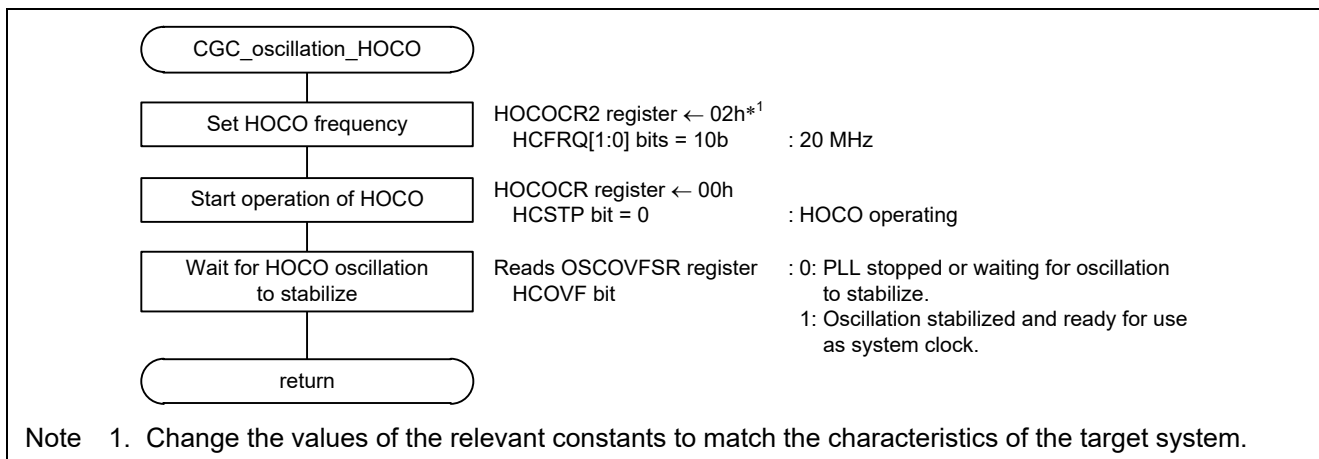 CGC_oscillation_HOCO
Set HOCO frequency
HOCOCR2 register ← 02h*1
HCFRQ[1:0] bits = 10b : 20 MHz
Start operation of HOCO
HOCOCR register ← 00h
HCSTP bit = 0 : HOCO operating
Wait for HOCO oscillation
to stabilize
Reads OSCOVFSR register : 0: PLL stopped or waiting for oscillation
HCOVF bit to stabilize.
1: Oscillation stabilized and ready for use
as system clock.
return
Note 1. Change the values of the relevant constants to match the characteristics of the target system.